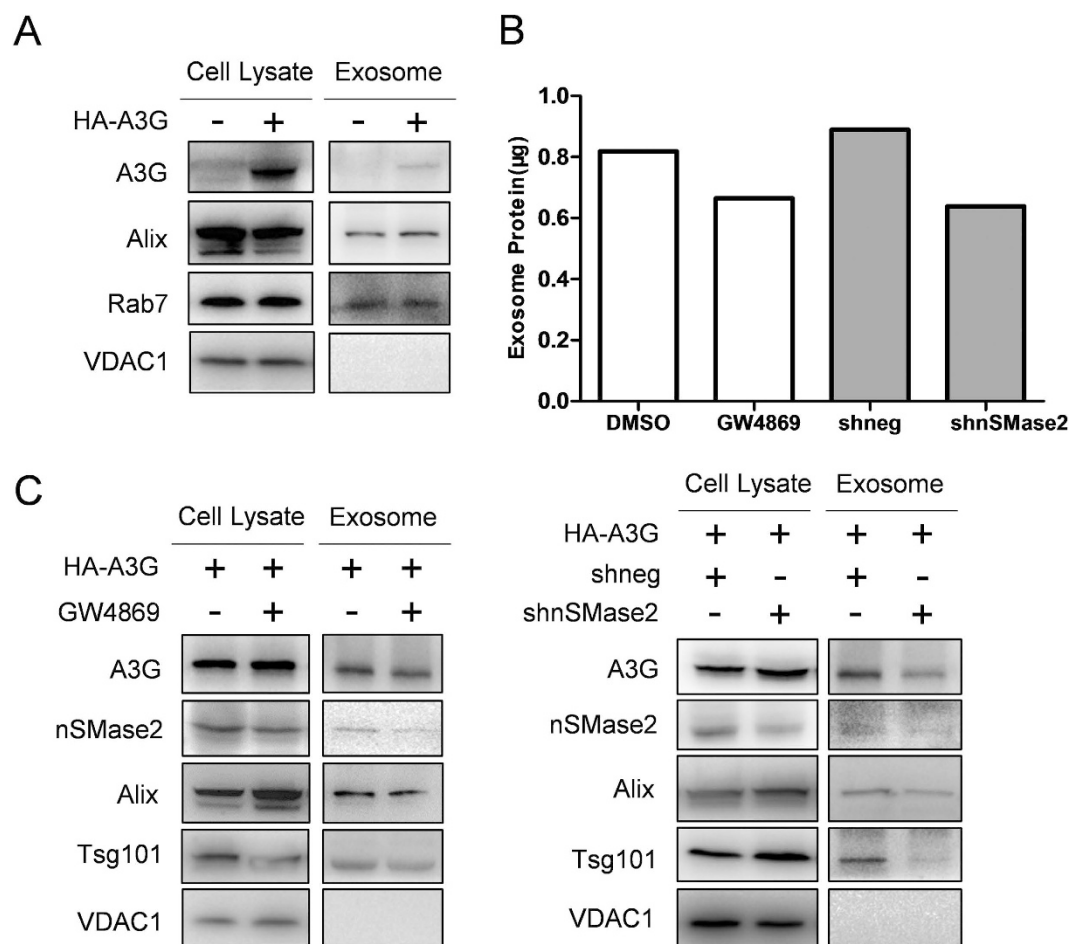 A
Cell Lysate Exosome
HA-A3G - + - +
A3G
Alix
Rab7
VDAC1
B
Exosome Protein(µg)
1.0
0.8
0.6
0.4
0.2
0.0
DMSO GW4869 shneg shnSMase2
C
Cell Lysate Exosome
HA-A3G + + + +
GW4869 - + - +
A3G
nSMase2
Alix
Tsg101
VDAC1
Cell Lysate Exosome
HA-A3G + + + +
shneg + - + -
shnSMase2 - + - +
A3G
nSMase2
Alix
Tsg101
VDAC1